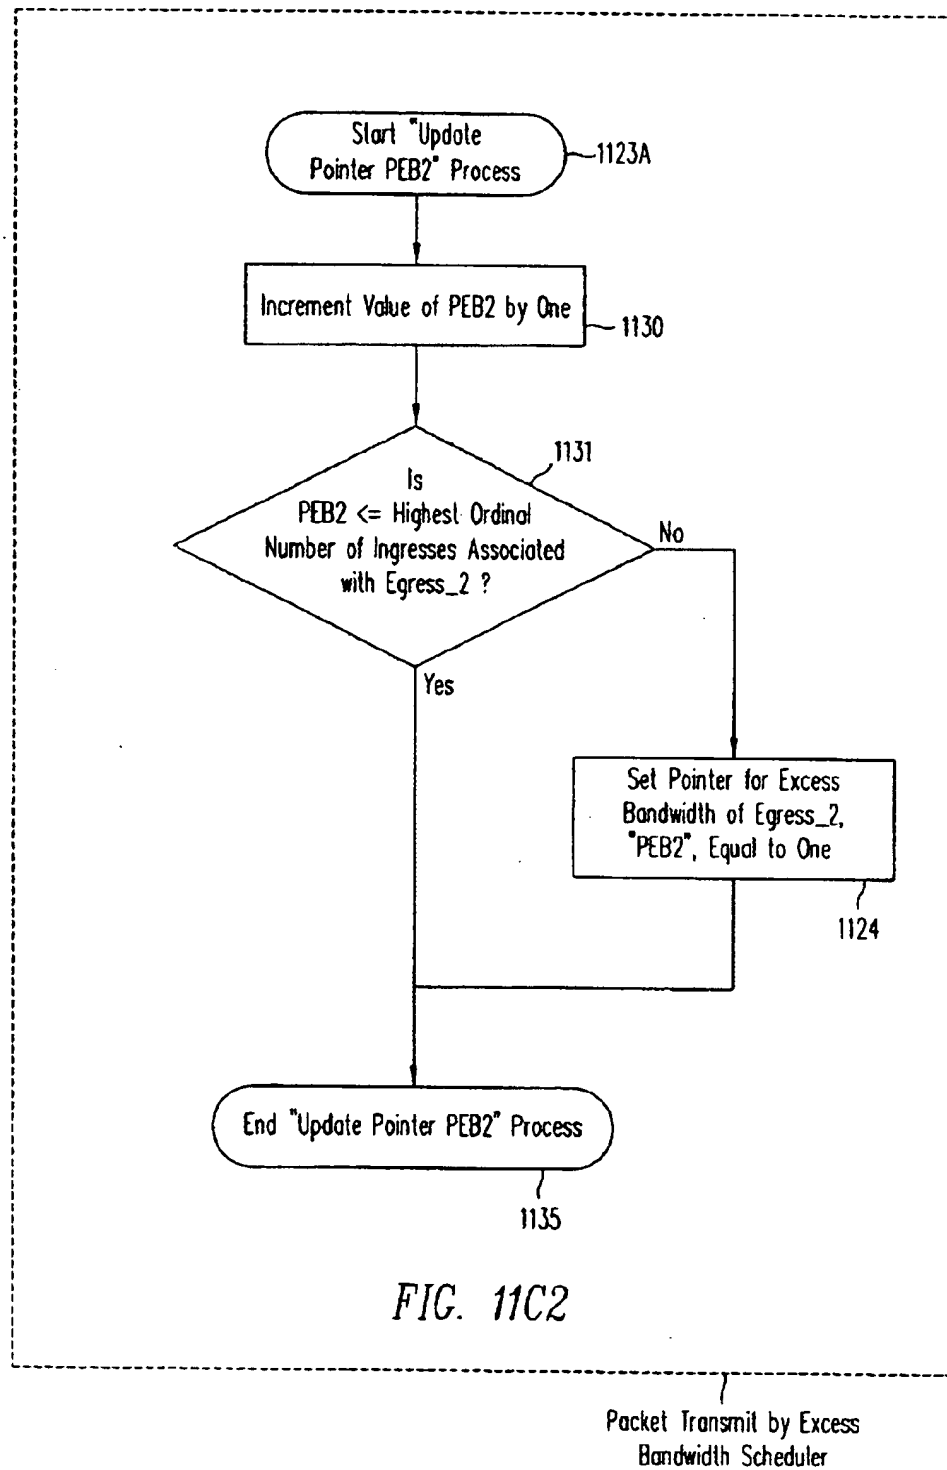 Start "Update
Pointer PEB2" Process
1123A
Increment Value of PEB2 by One
1130
1131
Is
PEB2 <= Highest Ordinal
Number of Ingresses Associated
with Egress_2 ?
No
Yes
Set Pointer for Excess
Bandwidth of Egress_2,
"PEB2", Equal to One
1124
End "Update Pointer PEB2" Process
1135
FIG. 11C2
Packet Transmit by Excess
Bandwidth Scheduler